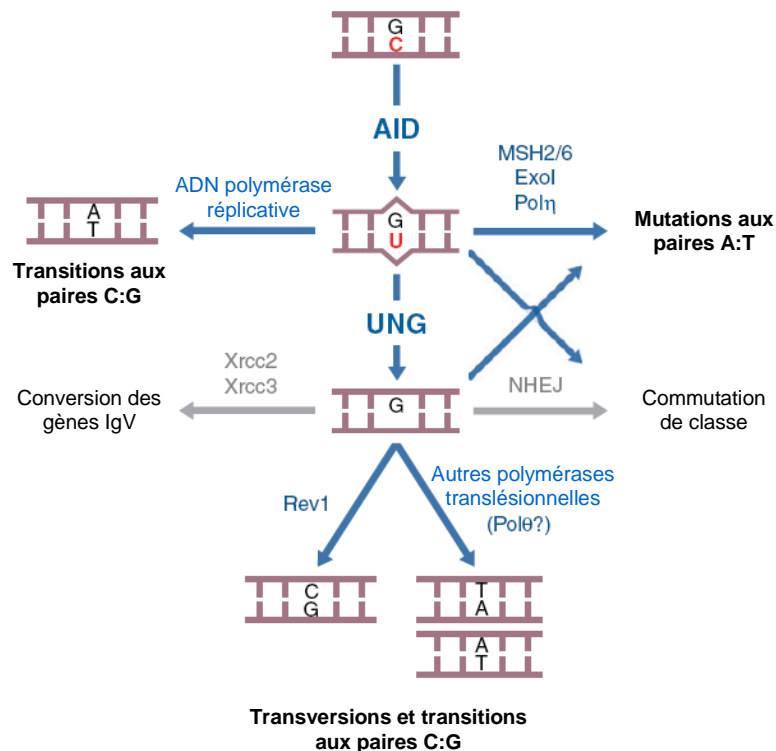 G
C
AID
MSH2/6
ExoI
Polη
ADN polymérase
réplicative
A
T
G
U
Mutations aux
paires A:T
Transitions aux
paires C:G
UNG
Xrcc2
Xrcc3
Conversion des
gènes IgV
G
NHEJ
Commutation
de classe
Rev1
Autres polymérases
translésionnelles
(Polθ?)
C
G
T
A
A
T
Transversions et transitions
aux paires C:G